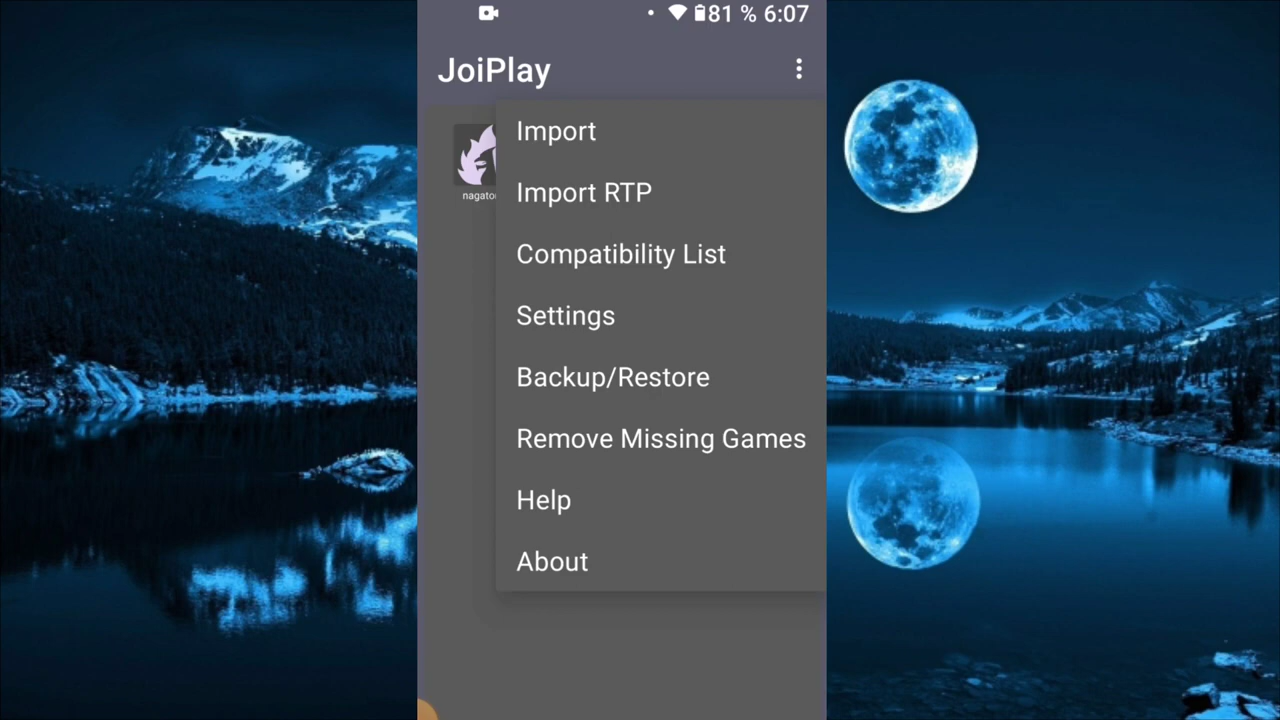 81 % 6:07
JoiPlay
Import
Import RTP
Compatibility List
Settings
Backup/Restore
Remove Missing Games
Help
About